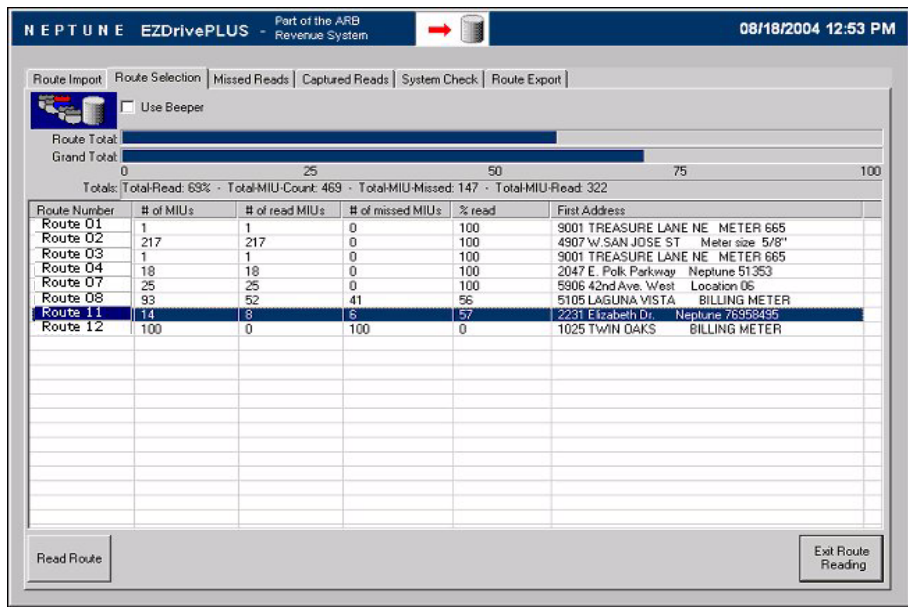 NEPTUNE EZDrivePLUS - Part of the ARB Revenue System 08/18/2004 12:53 PM
Route Import Route Selection Missed Reads Captured Reads System Check Route Export
Use Beeper
Route Total:
Grand Total:
0 25 50 75 100
Totals: Total-Read: 69% - Total-MIU-Count: 469 - Total-MIU-Missed: 147 - Total-MIU-Read: 322
Route Number # of MIUs # of read MIUs # of missed MIUs % read First Address
Route 01 1 1 0 100 9001 TREASURE LANE NE METER 665
Route 02 217 217 0 100 4907 W.SAN JOSE ST Meter size 5/8"
Route 03 1 1 0 100 9001 TREASURE LANE NE METER 665
Route 04 18 18 0 100 2047 E. Polk Parkway Neptune 51353
Route 07 25 25 0 100 5906 42nd Ave. West Location 06
Route 08 93 52 41 56 5105 LAGUNA VISTA BILLING METER
Route 11 14 8 6 57 2231 Elizabeth Dr. Neptune 76958495
Route 12 100 0 100 0 1025 TWIN OAKS BILLING METER
Read Route
Exit Route
Reading